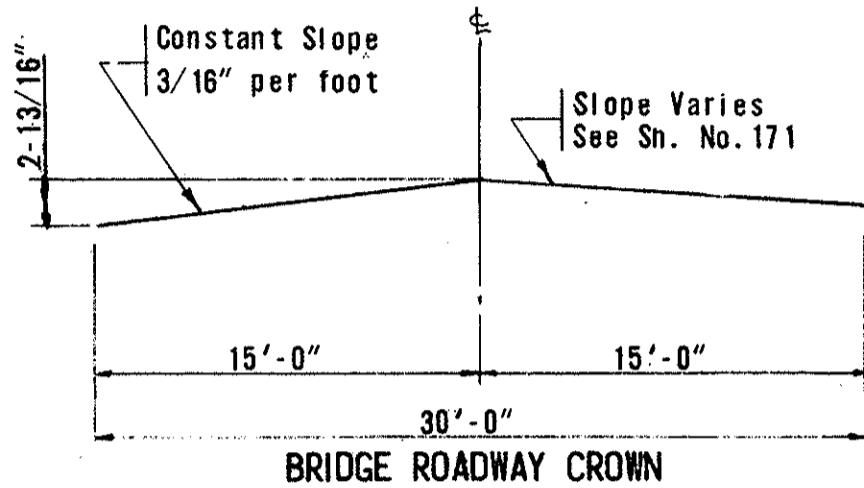 ℄
Constant Slope
3/16" per foot
2-13/16"
Slope Varies
See Sh. No. 171
15'-0"
15'-0"
30'-0"
BRIDGE ROADWAY CROWN